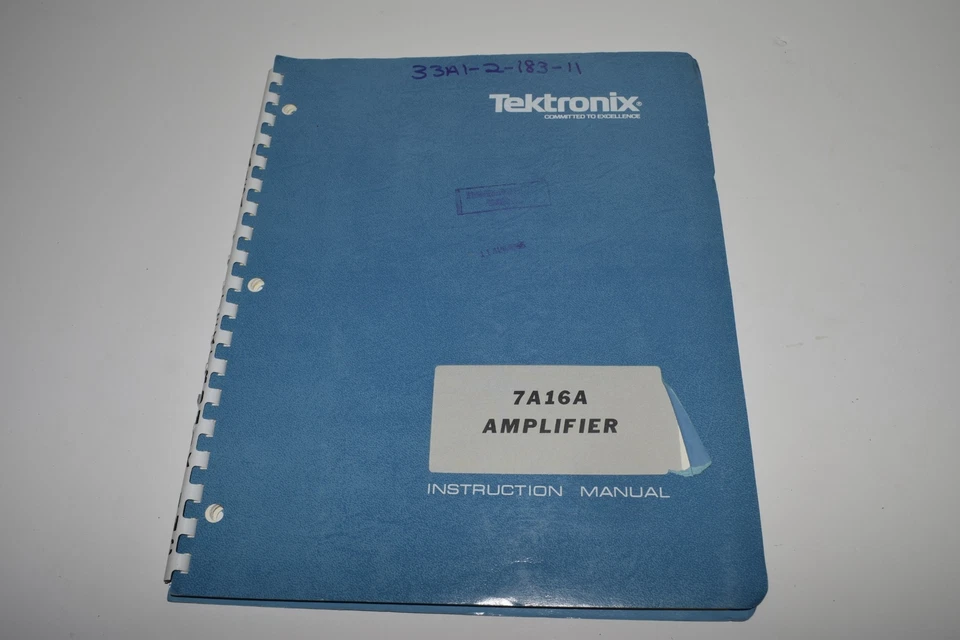 33A1-2-183-11
Tektronix®
COMMITTED TO EXCELLENCE
7A16A
AMPLIFIER
INSTRUCTION MANUAL